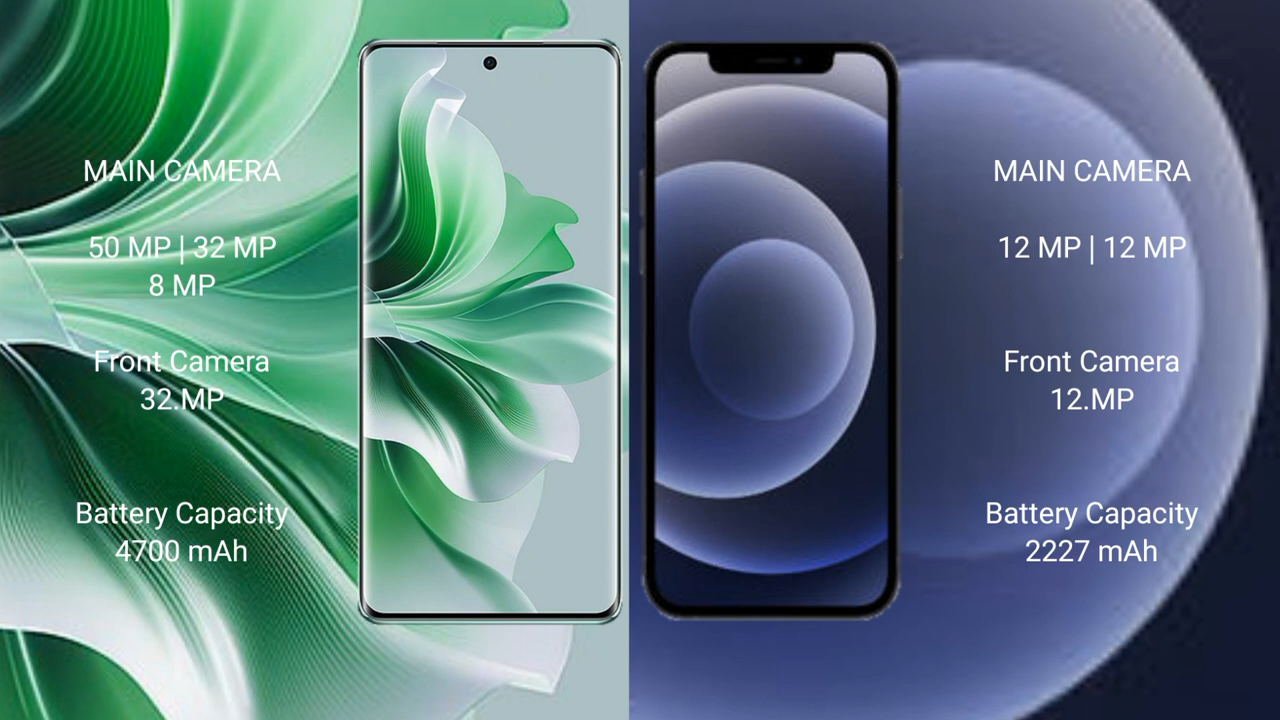 MAIN CAMERA
50 MP | 32 MP
8 MP
Front Camera
32.MP
Battery Capacity
4700 mAh
MAIN CAMERA
12 MP | 12 MP
Front Camera
12.MP
Battery Capacity
2227 mAh